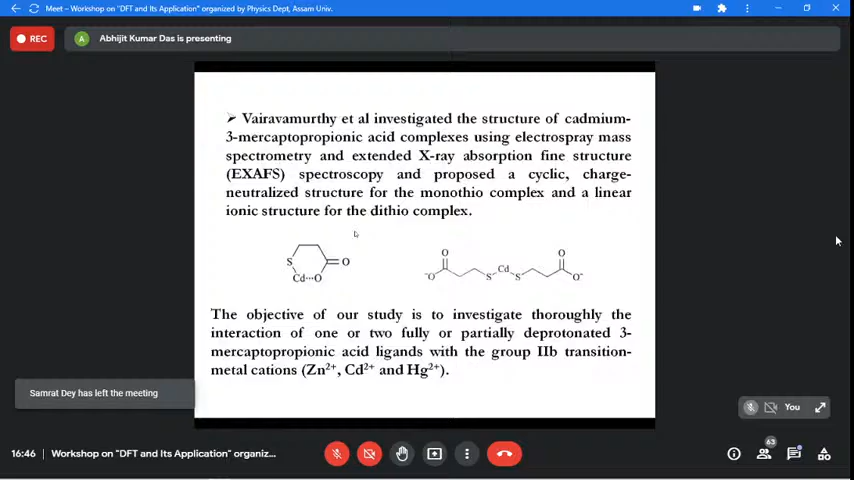 Meet – Workshop on "DFT and Its Application" organized by Physics Dept, Assam Univ.
REC
A
Abhijit Kumar Das is presenting
➢ Vairavamurthy et al investigated the structure of cadmium-
3-mercaptopropionic acid complexes using electrospray mass
spectrometry and extended X-ray absorption fine structure
(EXAFS) spectroscopy and proposed a cyclic, charge-
neutralized structure for the monothio complex and a linear
ionic structure for the dithio complex.
S
O
Cd···O
O
⁻O
S
Cd
S
O
O⁻
The objective of our study is to investigate thoroughly the
interaction of one or two fully or partially deprotonated 3-
mercaptopropionic acid ligands with the group IIb transition-
metal cations (Zn²⁺, Cd²⁺ and Hg²⁺).
Samrat Dey has left the meeting
You
16:46 | Workshop on "DFT and Its Application" organiz...
63